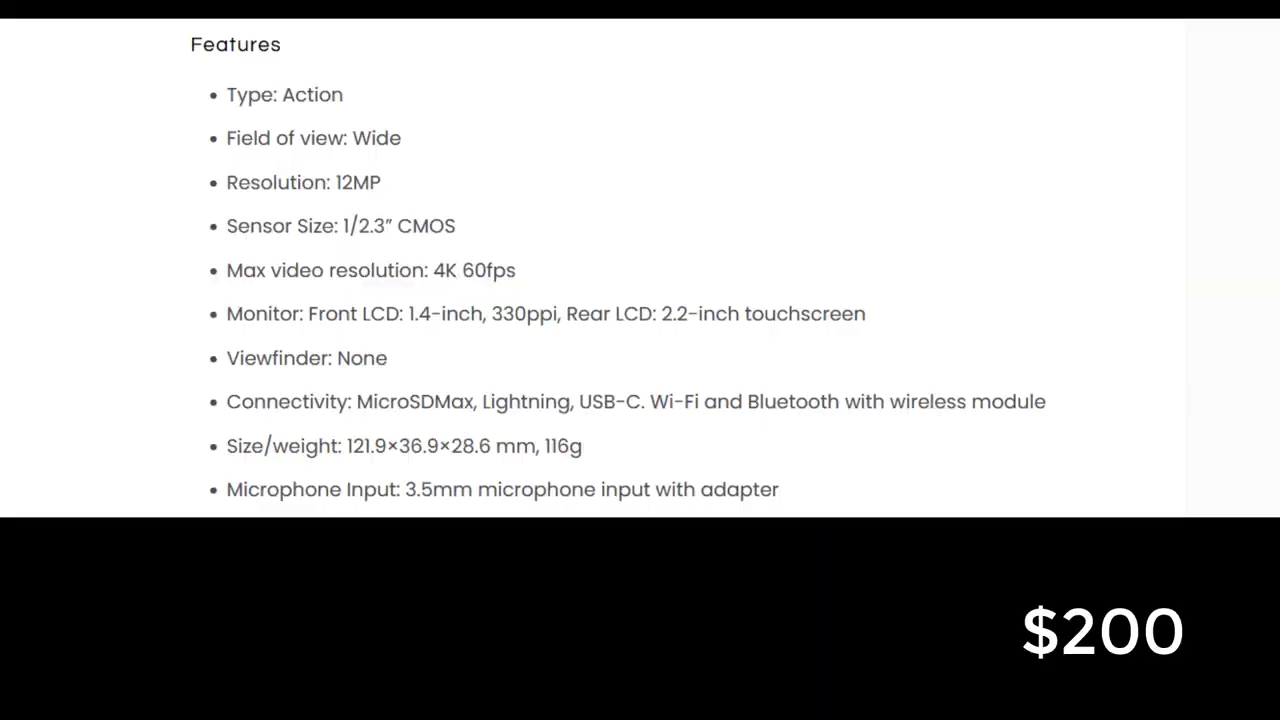 Features
• Type: Action
• Field of view: Wide
• Resolution: 12MP
• Sensor Size: 1/2.3” CMOS
• Max video resolution: 4K 60fps
• Monitor: Front LCD: 1.4-inch, 330ppi, Rear LCD: 2.2-inch touchscreen
• Viewfinder: None
• Connectivity: MicroSDMax, Lightning, USB-C. Wi-Fi and Bluetooth with wireless module
• Size/weight: 121.9×36.9×28.6 mm, 116g
• Microphone Input: 3.5mm microphone input with adapter
$200